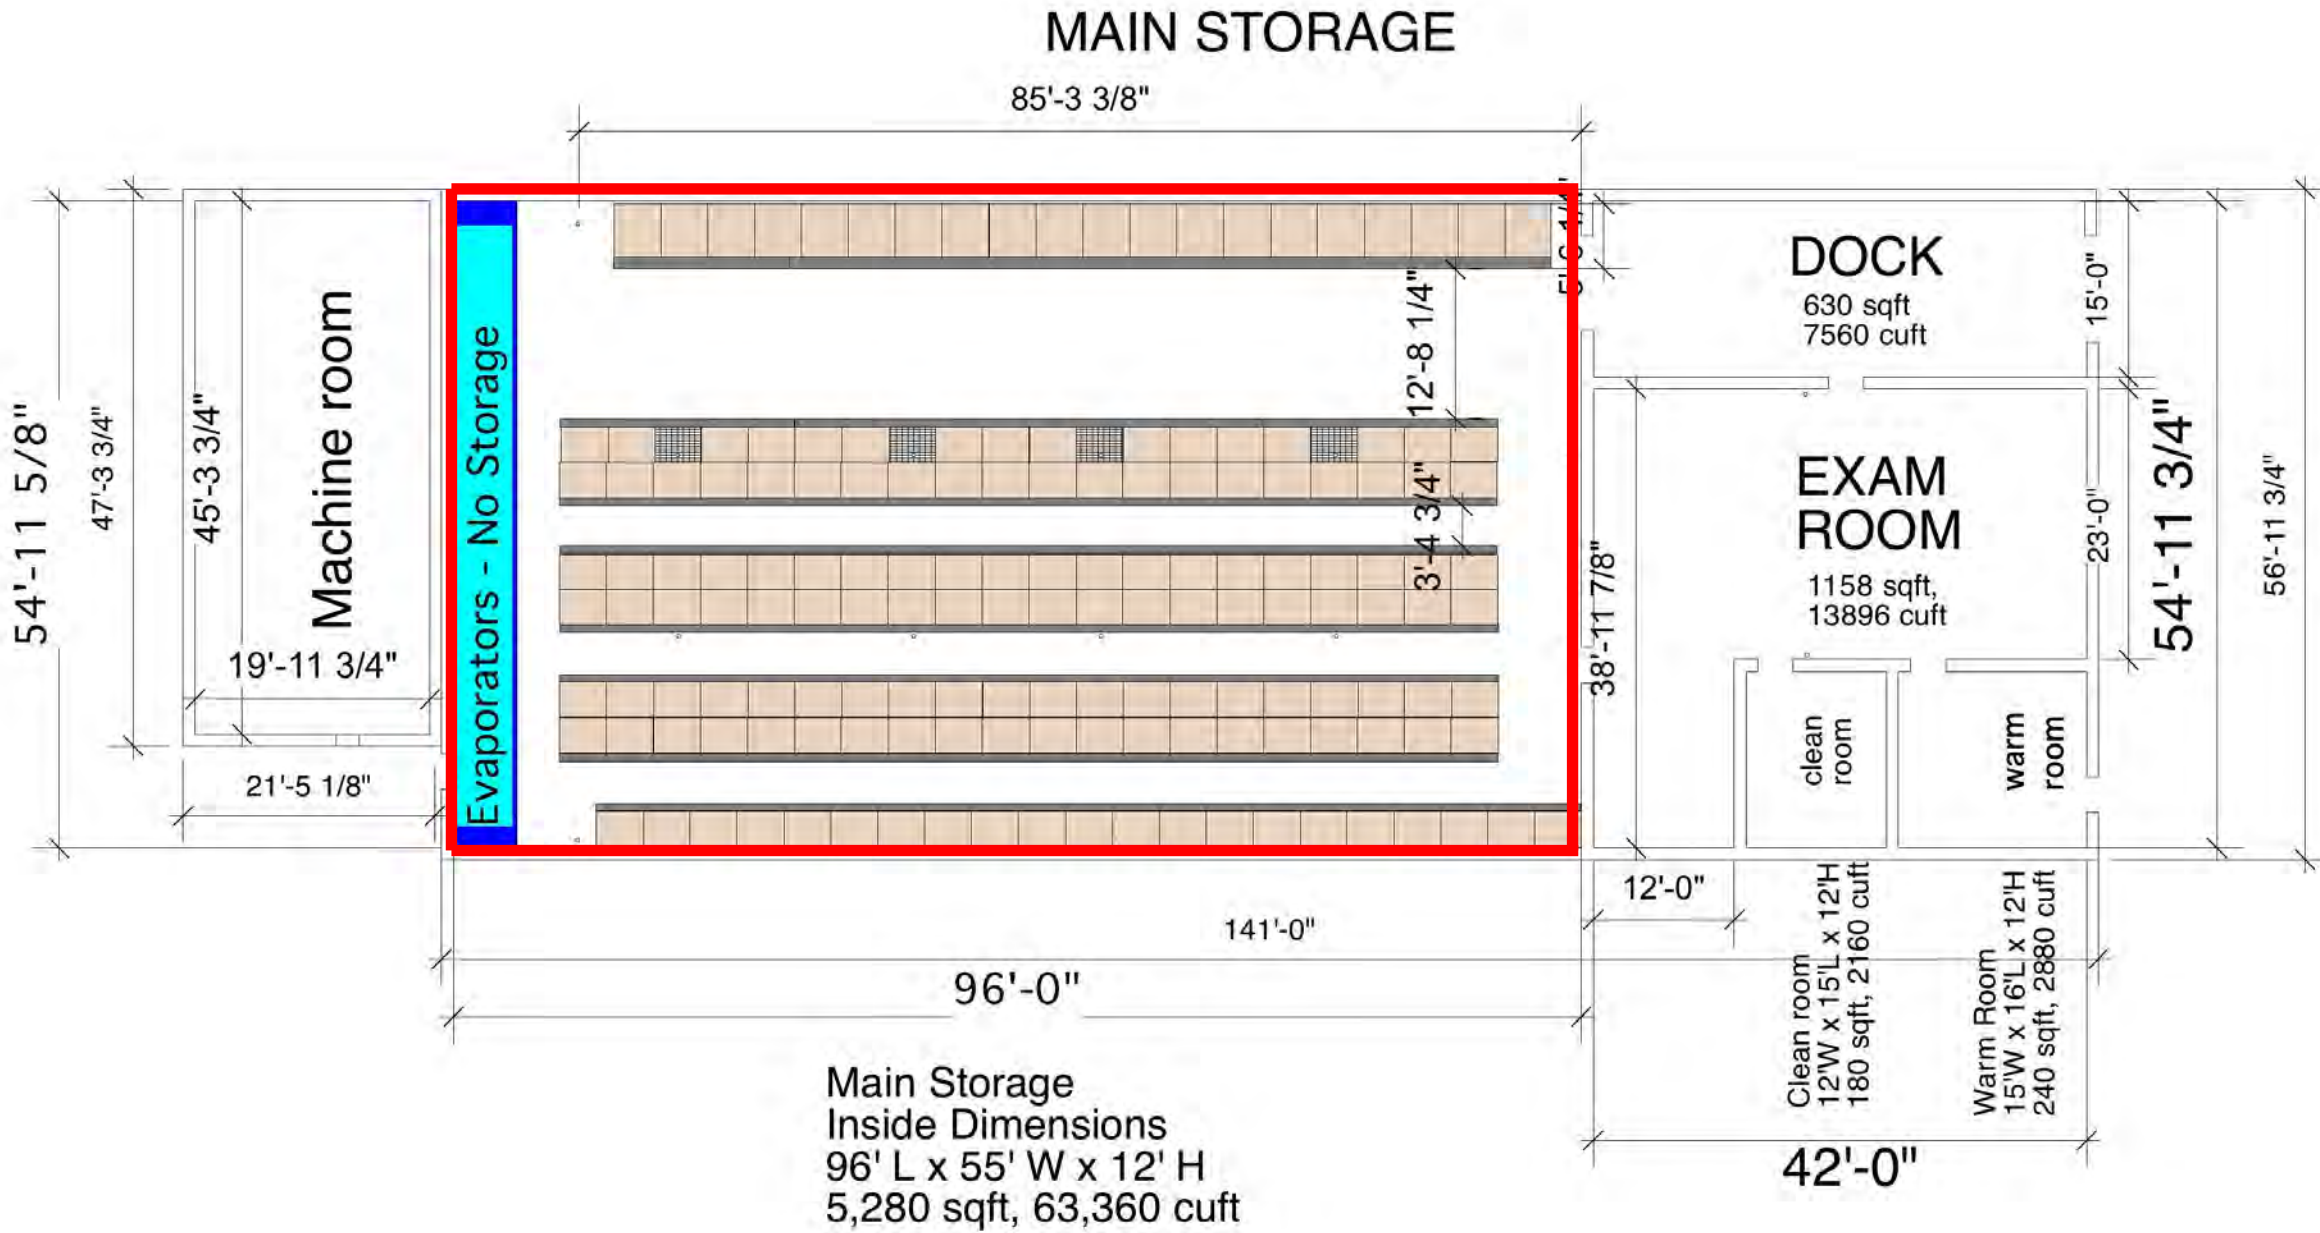 MAIN STORAGE
85'-3 3/8"
54'-11 5/8"
47'-3 3/4"
45'-3 3/4"
Machine room
19'-11 3/4"
21'-5 1/8"
Evaporators - No Storage
12'-8 1/4"
3'-4 3/4"
5'-6 1/4"
DOCK
630 sqft
7560 cuft
15'-0"
EXAM
ROOM
1158 sqft,
13896 cuft
23'-0"
38'-11 7/8"
54'-11 3/4"
56'-11 3/4"
clean
room
warm
room
12'-0"
141'-0"
96'-0"
Clean room
12'W x 15'L x 12'H
180 sqft, 2160 cuft
Warm Room
15'W x 16'L x 12'H
240 sqft, 2880 cuft
42'-0"
Main Storage
Inside Dimensions
96' L x 55' W x 12' H
5,280 sqft, 63,360 cuft